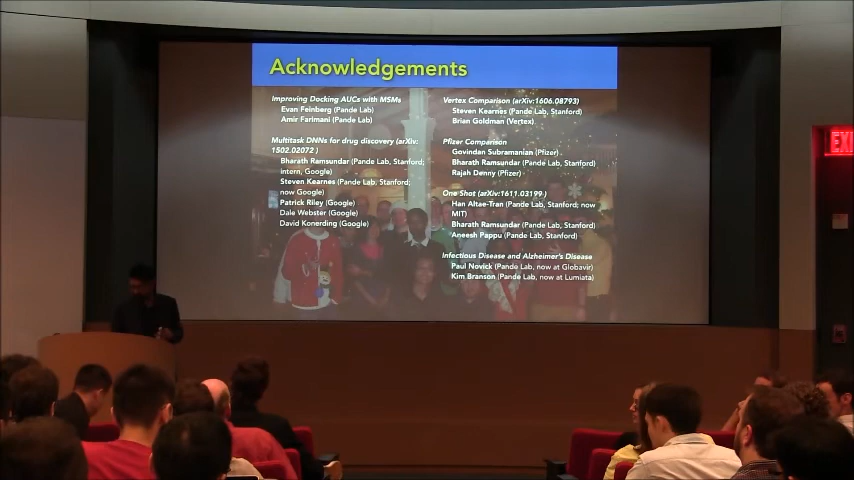 Acknowledgements
Improving Docking AUCs with MSMs
Evan Feinberg (Pande Lab)
Amir Farimani (Pande Lab)
Multitask DNNs for drug discovery (arXiv:
1502.02072 )
Bharath Ramsundar (Pande Lab, Stanford;
intern, Google)
Steven Kearnes (Pande Lab, Stanford;
now Google)
Patrick Riley (Google)
Dale Webster (Google)
David Konerding (Google)
Vertex Comparison (arXiv:1606.08793)
Steven Kearnes (Pande Lab, Stanford)
Brian Goldman (Vertex)
Pfizer Comparison
Govindan Subramanian (Pfizer)
Bharath Ramsundar (Pande Lab, Stanford)
Rajah Denny (Pfizer)
One Shot (arXiv:1611.03199 )
Han Altae-Tran (Pande Lab, Stanford; now
MIT)
Bharath Ramsundar (Pande Lab, Stanford)
Aneesh Pappu (Pande Lab, Stanford)
Infectious Disease and Alzheimer's Disease
Paul Novick (Pande Lab, now at Globavir)
Kim Branson (Pande Lab, now at Lumiata)
EXI